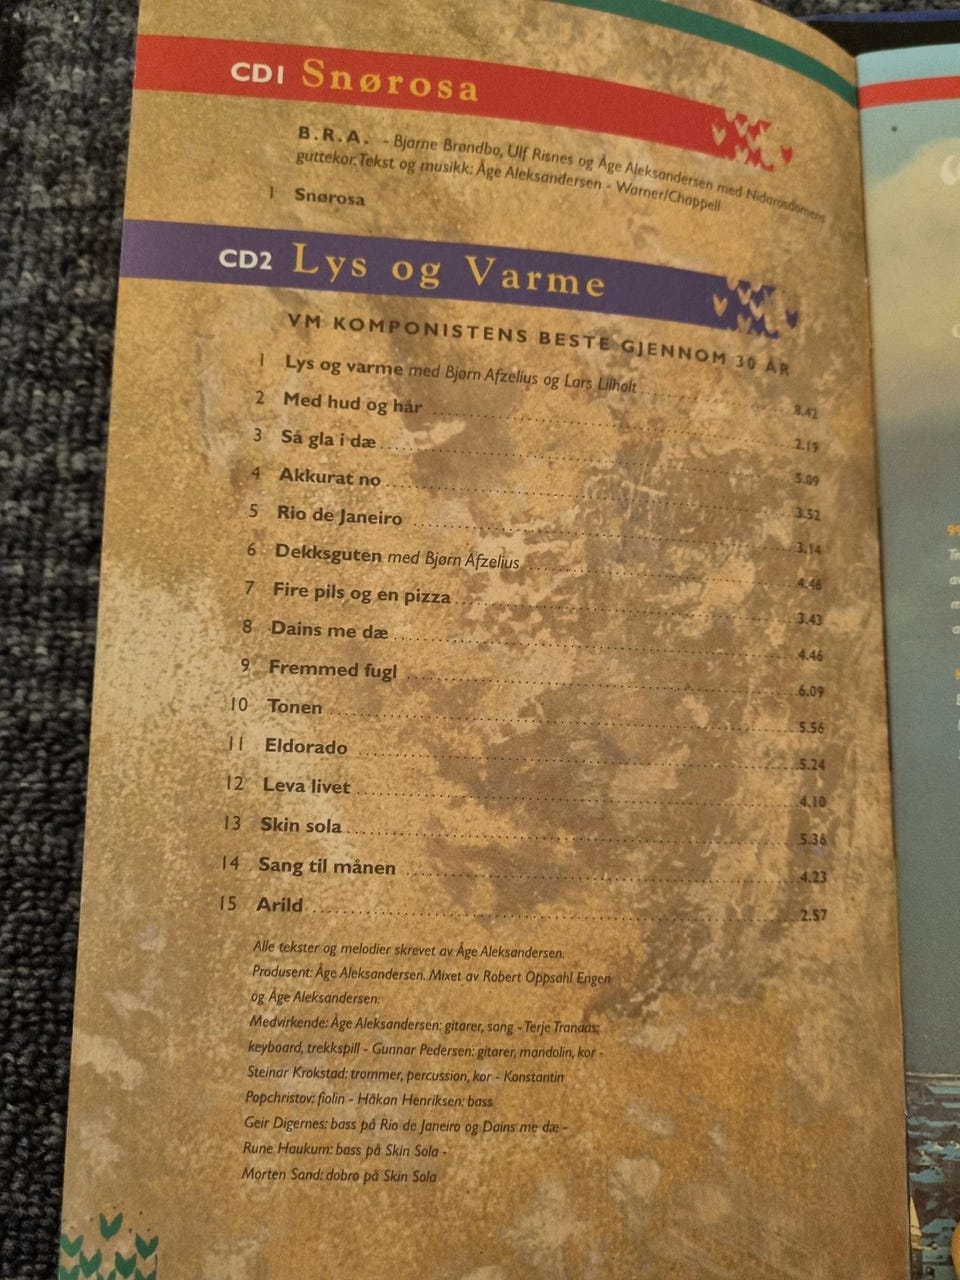 CD1 Snørosa
B.R.A. - Bjarne Brøndbo, Ulf Risnes og Åge Aleksandersen med Nidarosdomens
guttekor. Tekst og musikk: Åge Aleksandersen - Warner/Chappell
1 Snørosa
CD2 Lys og Varme
VM KOMPONISTENS BESTE GJENNOM 30 ÅR
1 Lys og varme med Bjørn Afzelius og Lars Lilholt 8.42
2 Med hud og hår 2.19
3 Så gla i dæ 5.09
4 Akkurat no 3.52
5 Rio de Janeiro 3.14
6 Dekksguten med Bjørn Afzelius 4.46
7 Fire pils og en pizza 3.43
8 Dains me dæ 4.46
9 Fremmed fugl 6.09
10 Tonen 5.56
11 Eldorado 5.24
12 Leva livet 4.10
13 Skin sola 5.36
14 Sang til månen 4.23
15 Arild 2.57
Alle tekster og melodier skrevet av Åge Aleksandersen.
Produsent: Åge Aleksandersen. Mixet av Robert Oppsahl Engen
og Åge Aleksandersen.
Medvirkende: Åge Aleksandersen: gitarer, sang - Terje Tranaas:
keyboard, trekkspill - Gunnar Pedersen: gitarer, mandolin, kor -
Steinar Krokstad: trommer, percussion, kor - Konstantin
Popchristov: fiolin - Håkan Henriksen: bass
Geir Digernes: bass på Rio de Janeiro og Dains me dæ -
Rune Haukum: bass på Skin Sola -
Morten Sand: dobro på Skin Sola